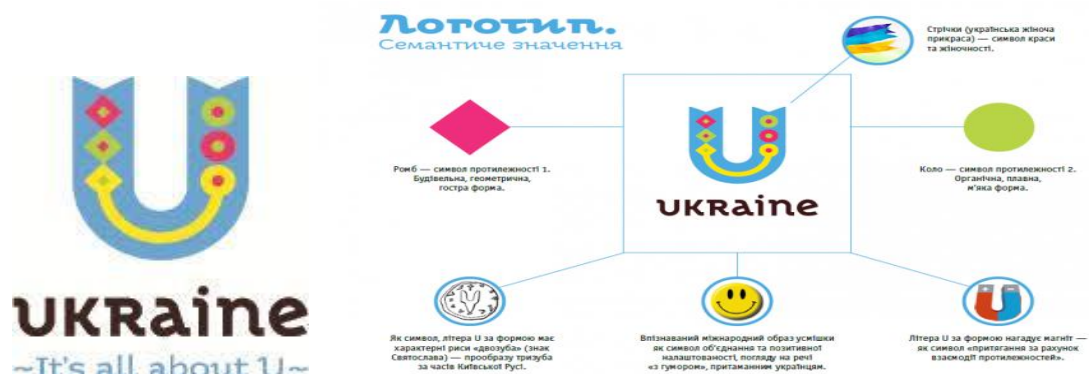 UKRaine
~It's all about U~
Логотип.
Семантиче значення
Стрічки (українська жіноча
прикраса) — символ краси
та жіночності.
Ромб — символ протилежності 1.
Будівельна, геометрична,
гостра форма.
UKRaine
Коло — символ протилежності 2.
Органічна, плавна,
м'яка форма.
Як символ, літера U за формою має
характерні риси «двозуба» (знак
Святослава) — прообразу тризуба
за часів Київської Русі.
Впізнаваний міжнародний образ усмішки
як символ об'єднання та позитивної
налаштованості, погляду на речі
«з гумором», притаманним українцям.
Літера U за формою нагадує магніт —
як символ «притягання за рахунок
взаємодії протилежностей».